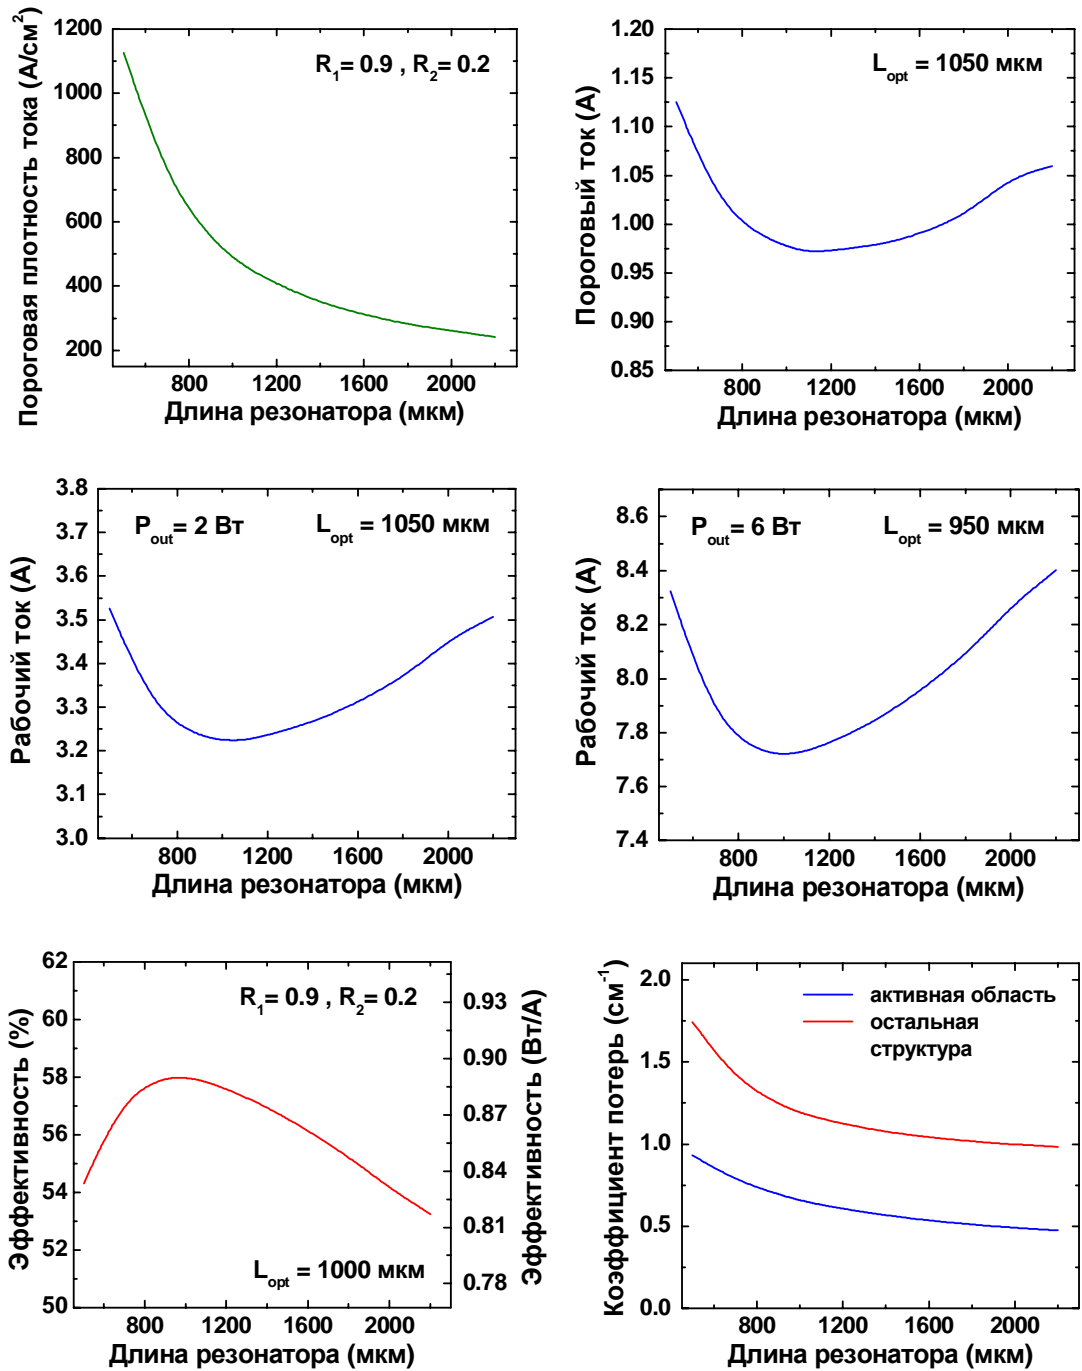 Пороговая плотность тока (А/см²)
1200
1000
800
600
400
200
R₁= 0.9 , R₂= 0.2
800 1200 1600 2000
Длина резонатора (мкм)
Пороговый ток (А)
1.20
1.15
1.10
1.05
1.00
0.95
0.90
0.85
L_opt = 1050 мкм
800 1200 1600 2000
Длина резонатора (мкм)
Рабочий ток (А)
3.8
3.7
3.6
3.5
3.4
3.3
3.2
3.1
3.0
P_out= 2 Вт L_opt = 1050 мкм
800 1200 1600 2000
Длина резонатора (мкм)
Рабочий ток (А)
8.6
8.4
8.2
8.0
7.8
7.6
7.4
P_out= 6 Вт L_opt = 950 мкм
800 1200 1600 2000
Длина резонатора (мкм)
Эффективность (%)
62
60
58
56
54
52
50
R₁= 0.9 , R₂= 0.2
L_opt = 1000 мкм
0.93
0.90
0.87
0.84
0.81
0.78
Эффективность (Вт/А)
800 1200 1600 2000
Длина резонатора (мкм)
Коэффициент потерь (см⁻¹)
2.0
1.5
1.0
0.5
0.0
активная область
остальная
структура
800 1200 1600 2000
Длина резонатора (мкм)